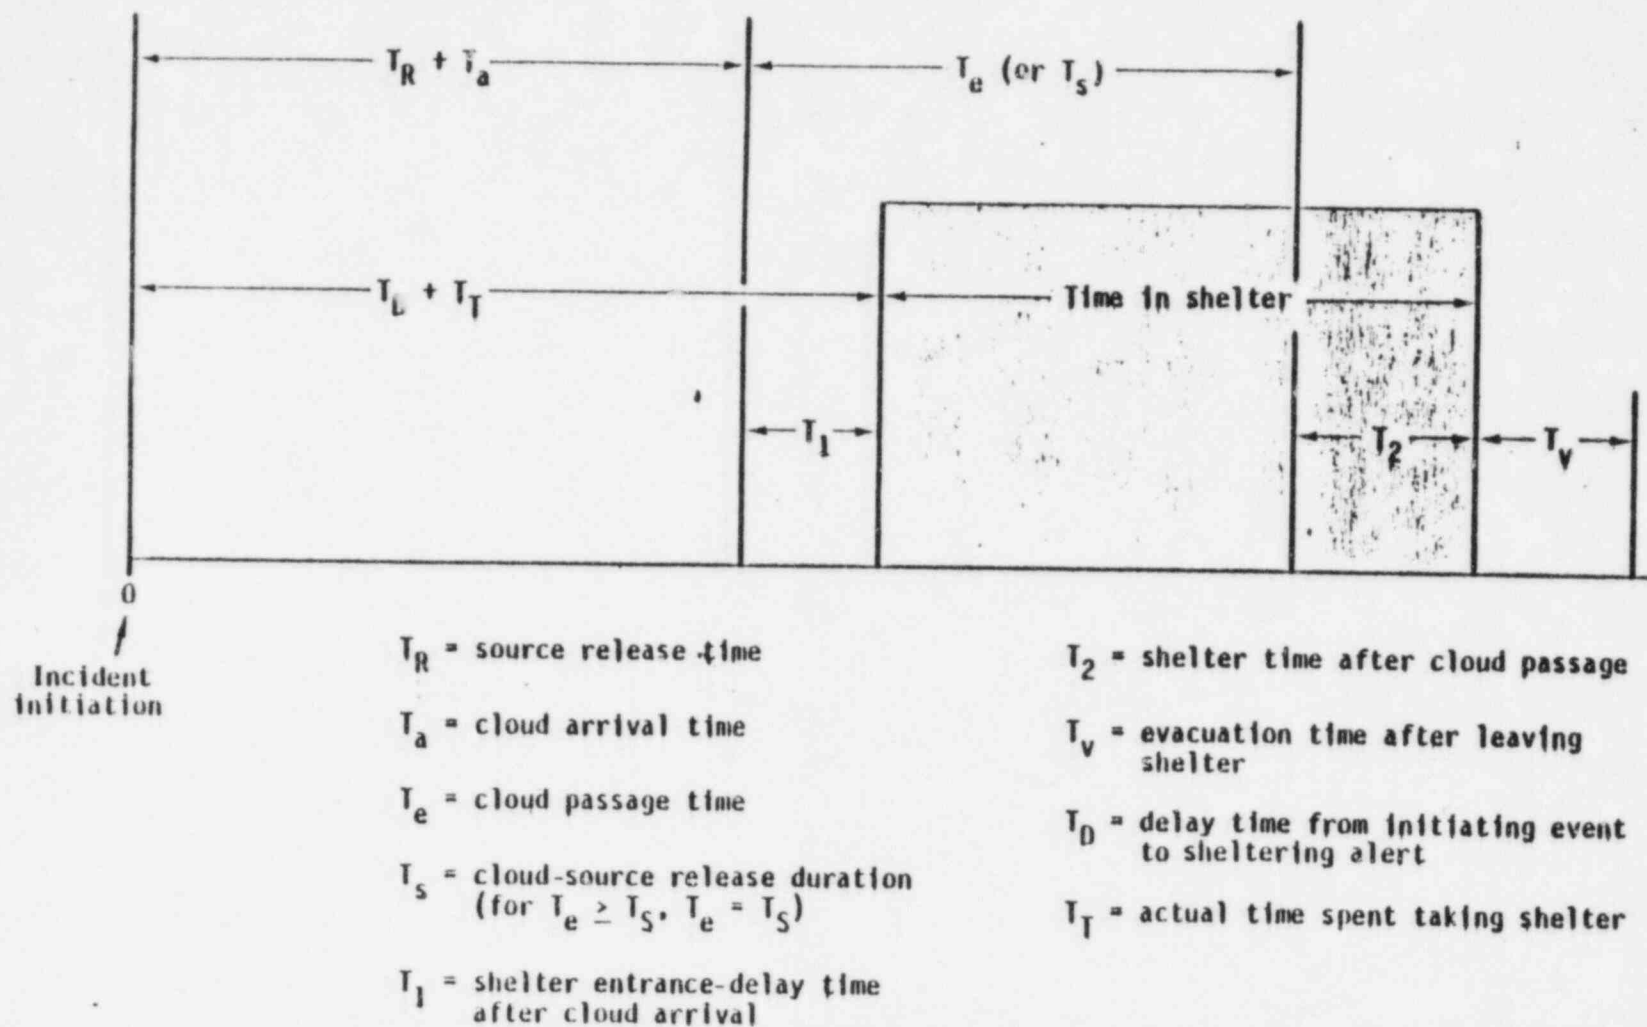 T_R + T_a
T_e (or T_s)
T_D + T_T
Time in shelter
T_1
T_2
T_v
0
Incident
initiation
T_R = source release time
T_a = cloud arrival time
T_e = cloud passage time
T_s = cloud-source release duration
(for T_e ≥ T_S, T_e = T_S)
T_1 = shelter entrance-delay time
after cloud arrival
T_2 = shelter time after cloud passage
T_v = evacuation time after leaving
shelter
T_D = delay time from initiating event
to sheltering alert
T_T = actual time spent taking shelter